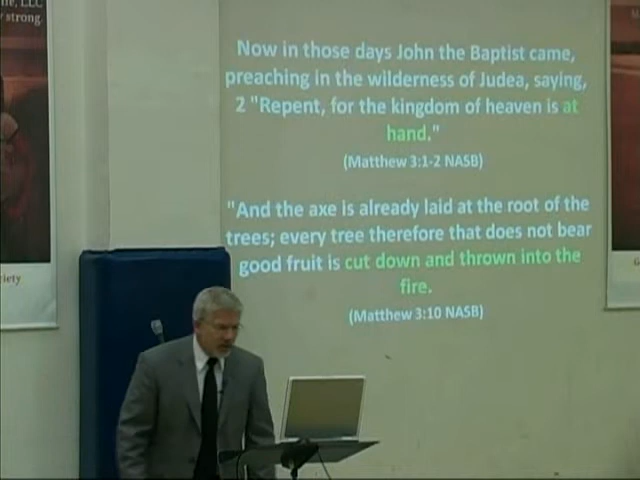 ne, LLC
strong.
Now in those days John the Baptist came,
preaching in the wilderness of Judea, saying,
2 "Repent, for the kingdom of heaven is at
hand."
(Matthew 3:1-2 NASB)
"And the axe is already laid at the root of the
trees; every tree therefore that does not bear
good fruit is cut down and thrown into the
fire.
(Matthew 3:10 NASB)
ciety